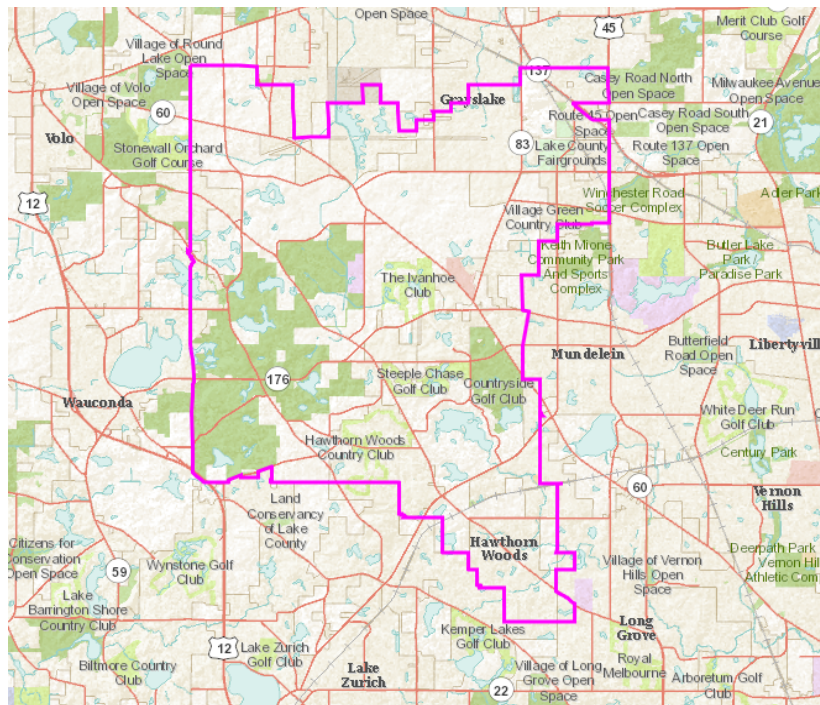 Open Space
45
Merit Club Golf
Course
Village of Round
Lake Open
Space
137
Casey Road North
Open Space
Milwaukee Avenue
Open Space
Village of Volo
Open Space
60
Grayslake
Volo
Route 45 Open
Space
Casey Road South
Open Space
21
Stonewall Orchard
Golf Course
83
Lake County
Fairgrounds
Route 137 Open
Space
12
Winchester Road
Soccer Complex
Adler Park
Village Green
Country Club
Keith Mione
Community Park
And Sports
Complex
Butler Lake
Park /
Paradise Park
The Ivanhoe
Club
Mundelein
Butterfield
Road Open
Space
Libertyvill
176
Steeple Chase
Golf Club
Countryside
Golf Club
Wauconda
White Deer Run
Golf Club
Hawthorn Woods
Country Club
Century Park
60
Land
Conservancy
of Lake
County
Vernon
Hills
Citizens for
Conservation
Open Space
Hawthorn
Woods
59
Wynstone Golf
Club
Village of Vernon
Hills Open
Space
Deerpath Park
Vernon Hil
Athletic Com
Lake
Barrington Shore
Country Club
Long
Grove
12
Lake Zurich
Golf Club
Kemper Lakes
Golf Club
Biltmore Country
Club
Lake
Zurich
22
Village of Long
Grove Open
Space
Royal
Melbourne
Arboretum Golf
Club